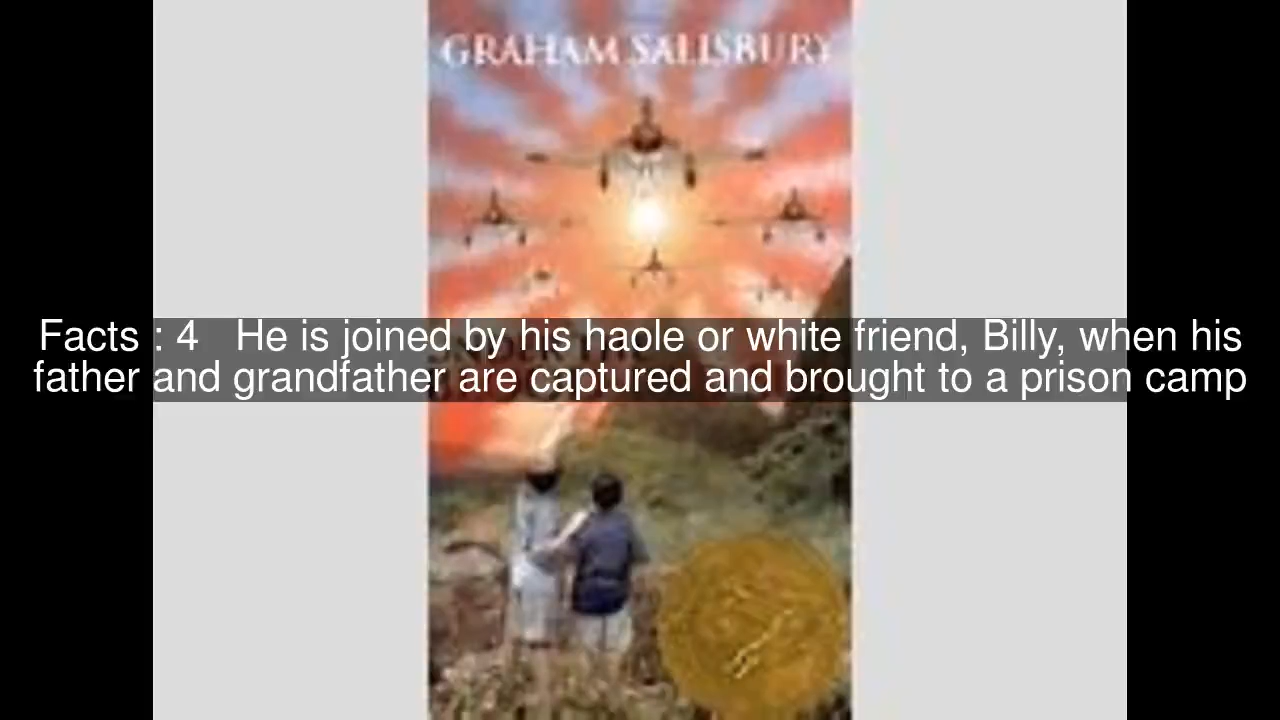 GRAHAM SALISBURY
Facts : 4 He is joined by his haole or white friend, Billy, when his
father and grandfather are captured and brought to a prison camp